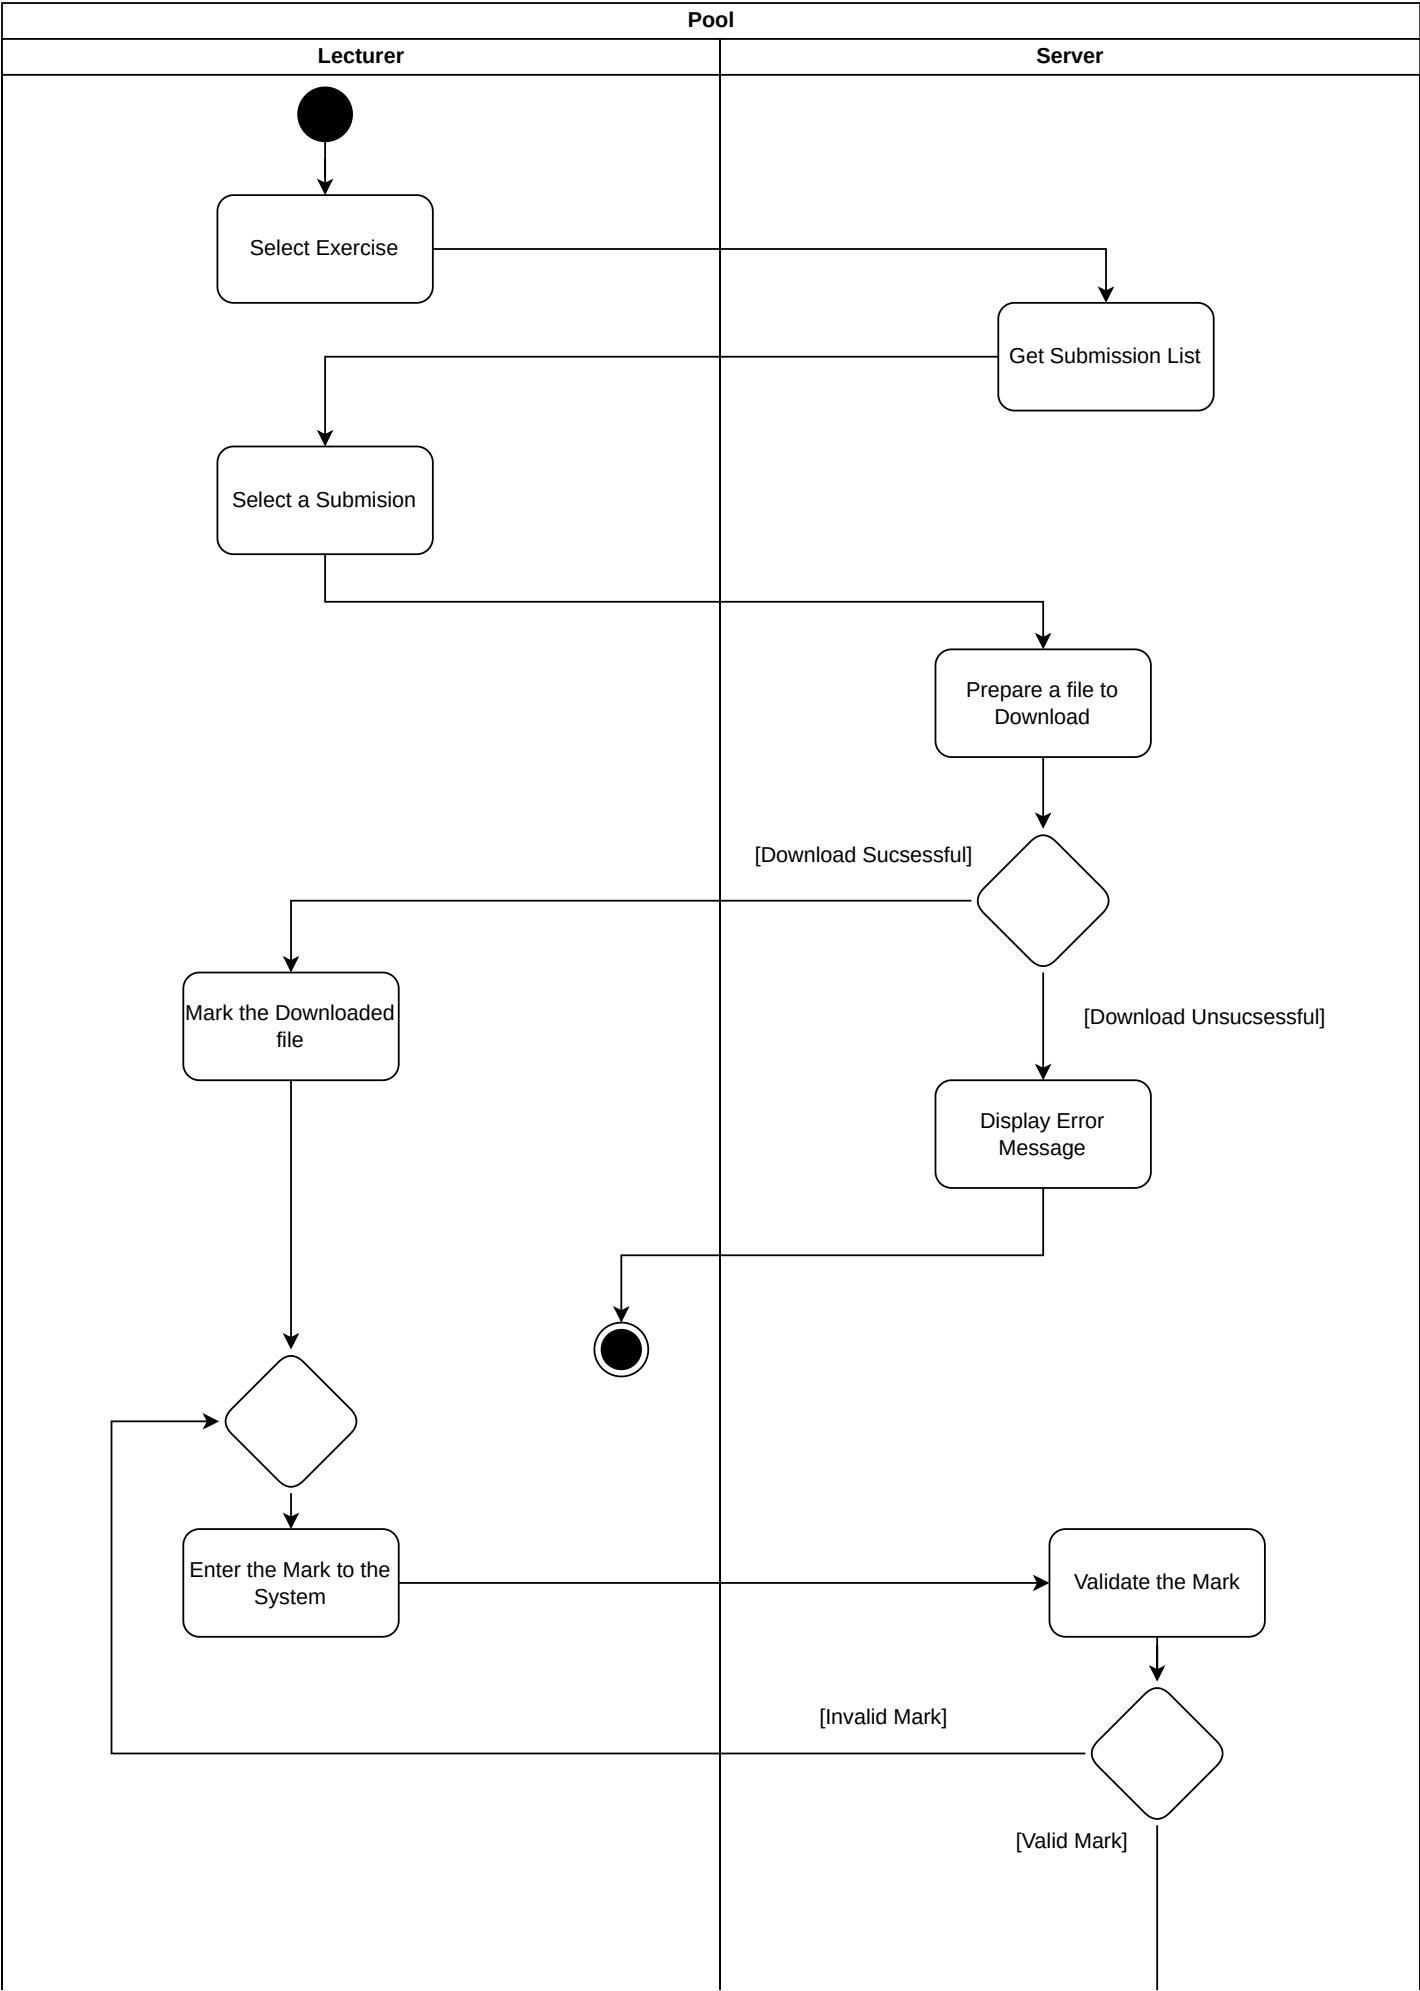 Pool
Lecturer
Server
Select Exercise
Get Submission List
Select a Submision
Prepare a file to
Download
[Download Sucsessful]
Mark the Downloaded
file
[Download Unsucsessful]
Display Error
Message
Enter the Mark to the
System
Validate the Mark
[Invalid Mark]
[Valid Mark]